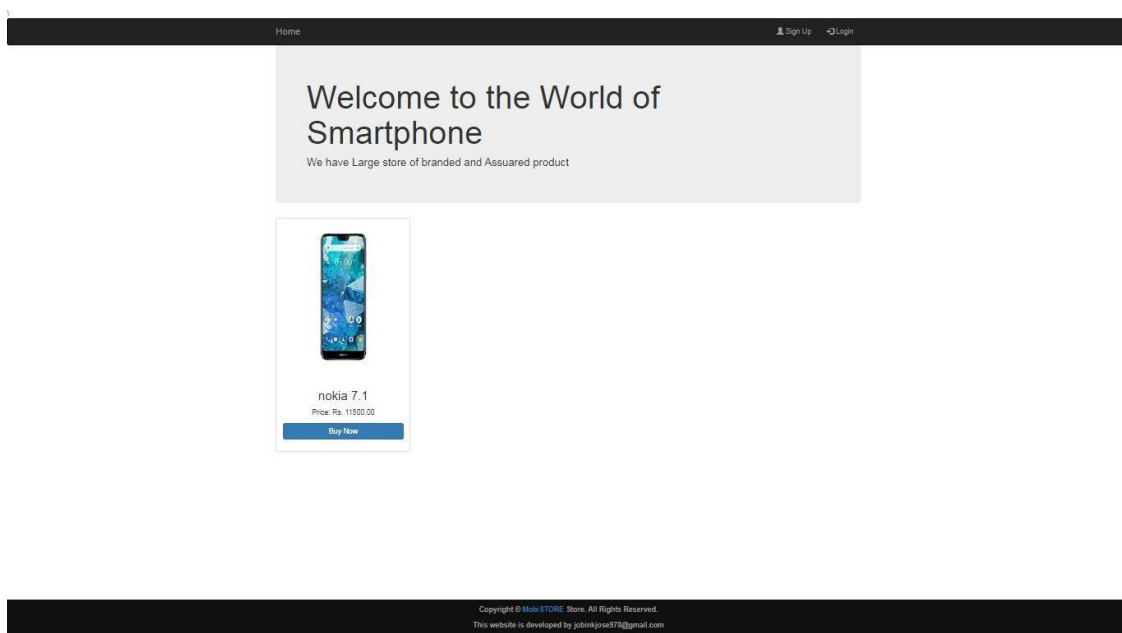 \
Home
Sign Up
Login
Welcome to the World of
Smartphone
We have Large store of branded and Assuared product
nokia 7.1
Price: Rs. 11500.00
Buy Now
Copyright © MobiSTORE Store. All Rights Reserved.
This website is developed by jobinkjose978@gmail.com